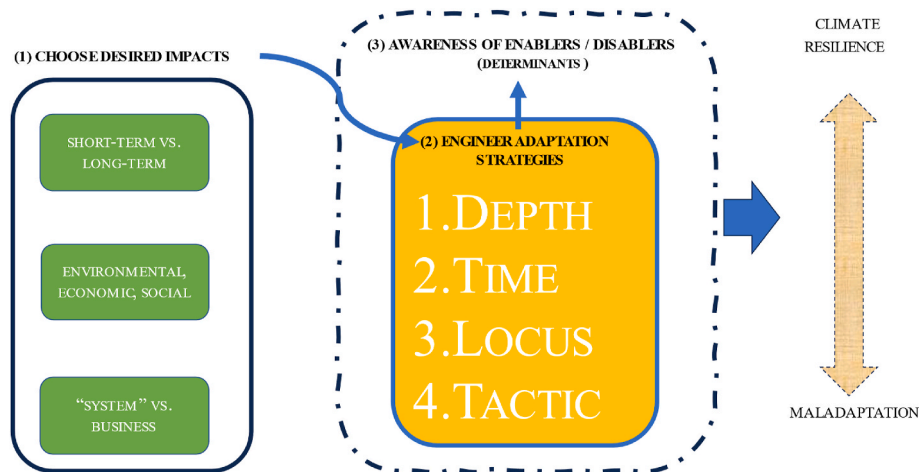 (1) CHOOSE DESIRED IMPACTS
SHORT-TERM VS.
LONG-TERM
ENVIRONMENTAL,
ECONOMIC, SOCIAL
“SYSTEM” VS.
BUSINESS
(3) AWARENESS OF ENABLERS / DISABLERS
(DETERMINANTS )
(2) ENGINEER ADAPTATION
STRATEGIES
1.DEPTH
2.TIME
3.LOCUS
4.TACTIC
CLIMATE
RESILIENCE
MALADAPTATION